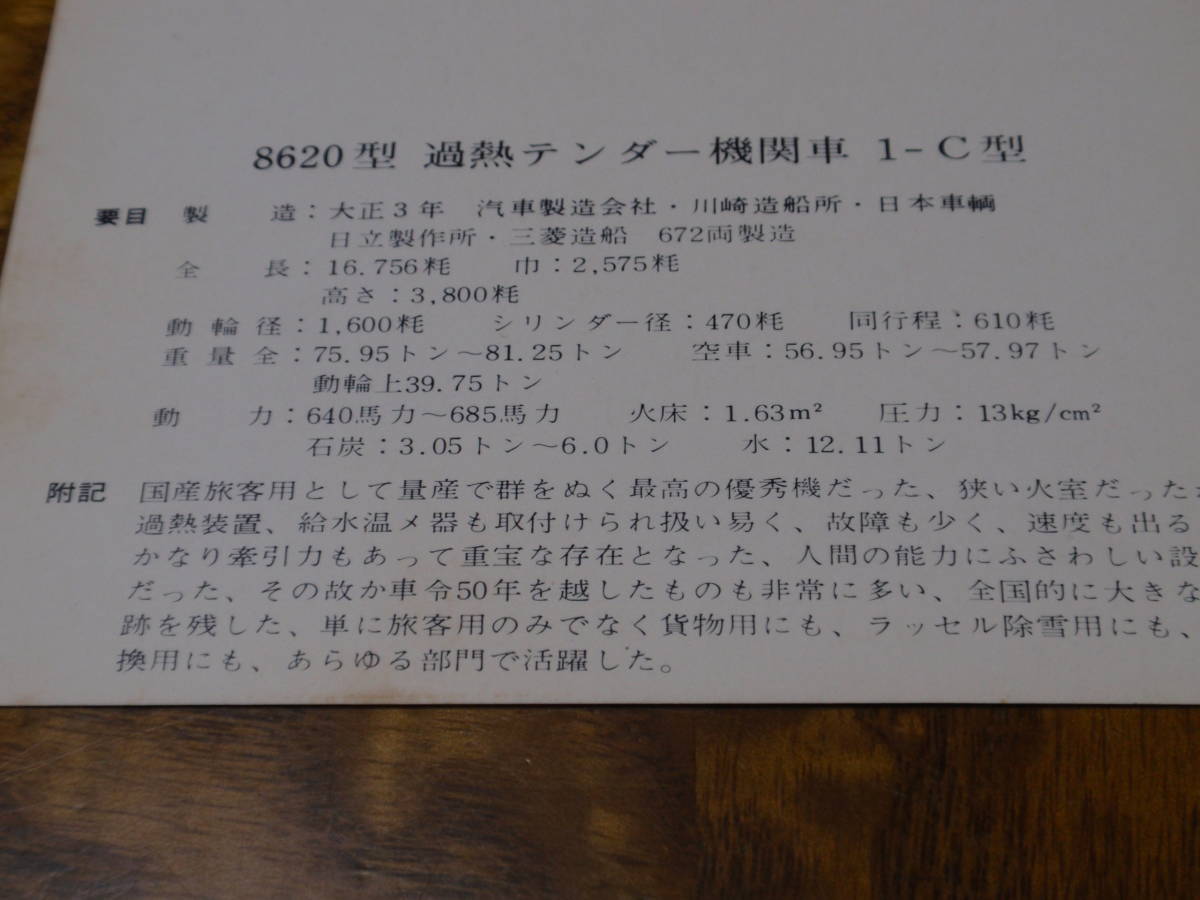 8620型 過熱テンダー機関車 1-C型
要目 製 造：大正3年 汽車製造会社・川崎造船所・日本車輌
日立製作所・三菱造船 672両製造
全 長：16.756粍 巾：2,575粍
高さ：3,800粍
動輪径：1,600粍 シリンダー径：470粍 同行程：610粍
重量全：75.95トン～81.25トン 空車：56.95トン～57.97トン
動輪上39.75トン
動 力：640馬力～685馬力 火床：1.63m² 圧力：13kg/cm²
石炭：3.05トン～6.0トン 水：12.11トン
附記 国産旅客用として量産で群をぬく最高の優秀機だった、狭い火室だった
過熱装置、給水温メ器も取付けられ扱い易く、故障も少く、速度も出る
かなり牽引力もあって重宝な存在となった、人間の能力にふさわしい設
だった、その故か車令50年を越したものも非常に多い、全国的に大きな
跡を残した、単に旅客用のみでなく貨物用にも、ラッセル除雪用にも、
換用にも、あらゆる部門で活躍した。